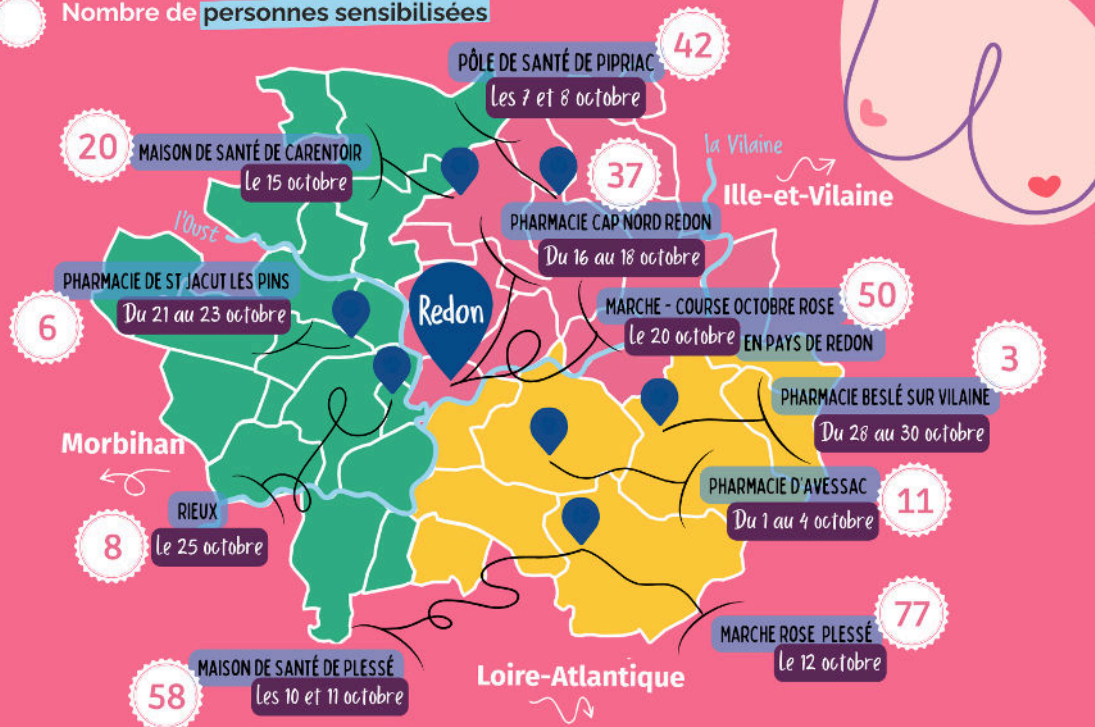 Nombre de personnes sensibilisées
42
PÔLE DE SANTÉ DE PIPRIAC
Les 7 et 8 octobre
20
MAISON DE SANTÉ DE CARENTOIR
Le 15 octobre
la Vilaine
Ille-et-Vilaine
37
PHARMACIE CAP NORD REDON
Du 16 au 18 octobre
l'Oust
PHARMACIE DE ST JACUT LES PINS
Du 21 au 23 octobre
6
Redon
50
MARCHE - COURSE OCTOBRE ROSE
Le 20 octobre
EN PAYS DE REDON
3
PHARMACIE BESLÉ SUR VILAINE
Du 28 au 30 octobre
Morbihan
PHARMACIE D'AVESSAC
Du 1 au 4 octobre
11
RIEUX
Le 25 octobre
8
77
MARCHE ROSE PLESSÉ
Le 12 octobre
MAISON DE SANTÉ DE PLESSÉ
Les 10 et 11 octobre
58
Loire-Atlantique